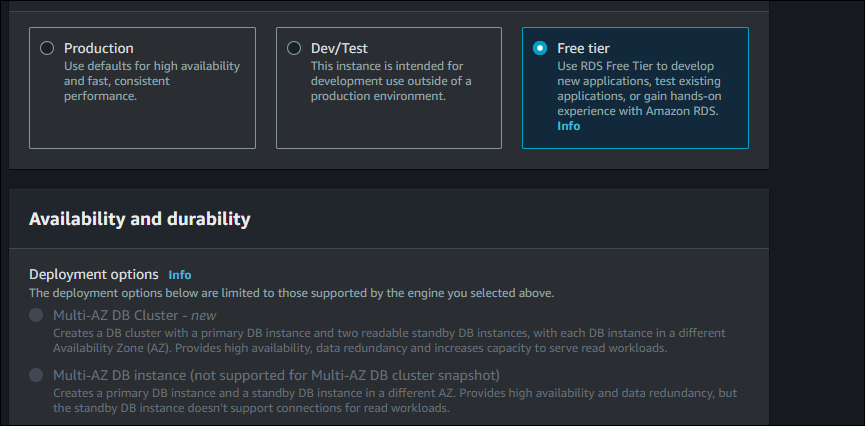 Production
Use defaults for high availability
and fast, consistent
performance.
Dev/Test
This instance is intended for
development use outside of a
production environment.
Free tier
Use RDS Free Tier to develop
new applications, test existing
applications, or gain hands-on
experience with Amazon RDS.
Info
Availability and durability
Deployment options Info
The deployment options below are limited to those supported by the engine you selected above.
Multi-AZ DB Cluster - new
Creates a DB cluster with a primary DB instance and two readable standby DB instances, with each DB instance in a different
Availability Zone (AZ). Provides high availability, data redundancy and increases capacity to serve read workloads.
Multi-AZ DB instance (not supported for Multi-AZ DB cluster snapshot)
Creates a primary DB instance and a standby DB instance in a different AZ. Provides high availability and data redundancy, but
the standby DB instance doesn't support connections for read workloads.